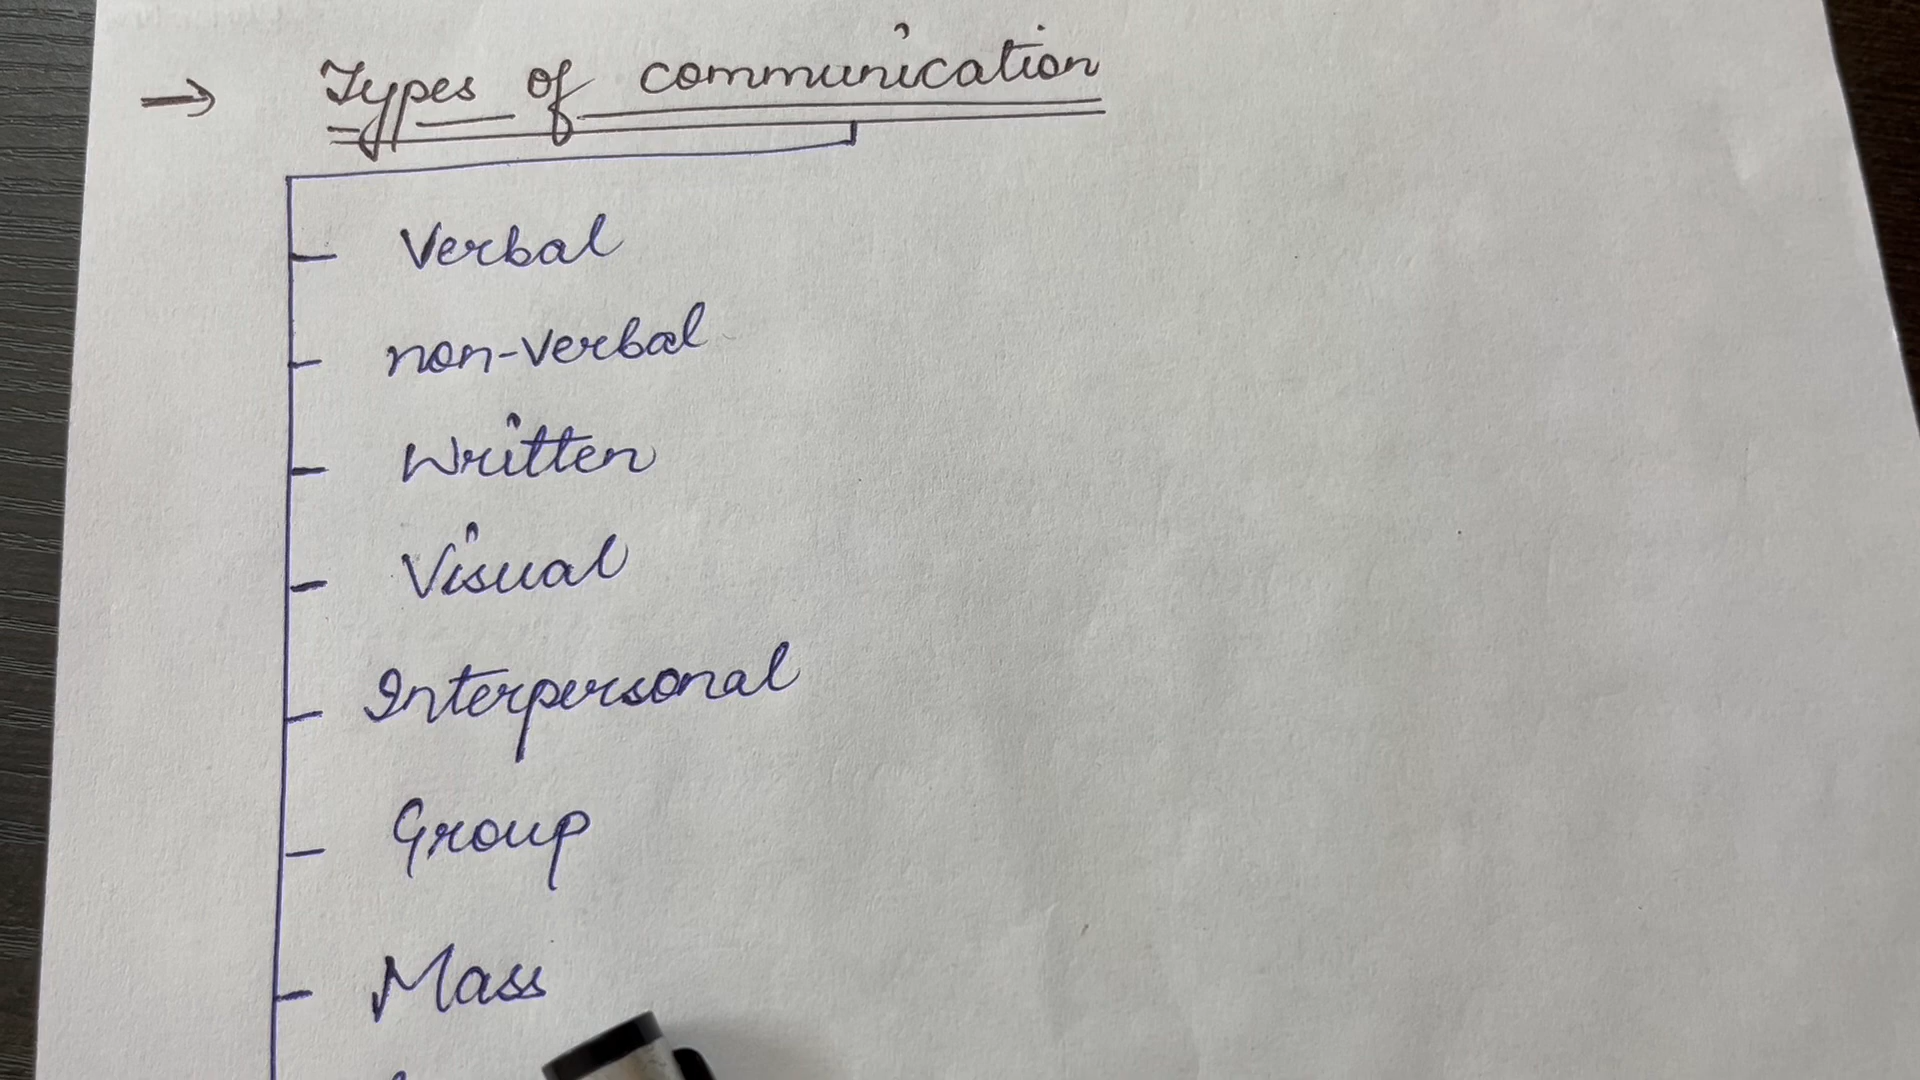 → Types of communication
Verbal
non-verbal
Written
Visual
Interpersonal
Group
Mass